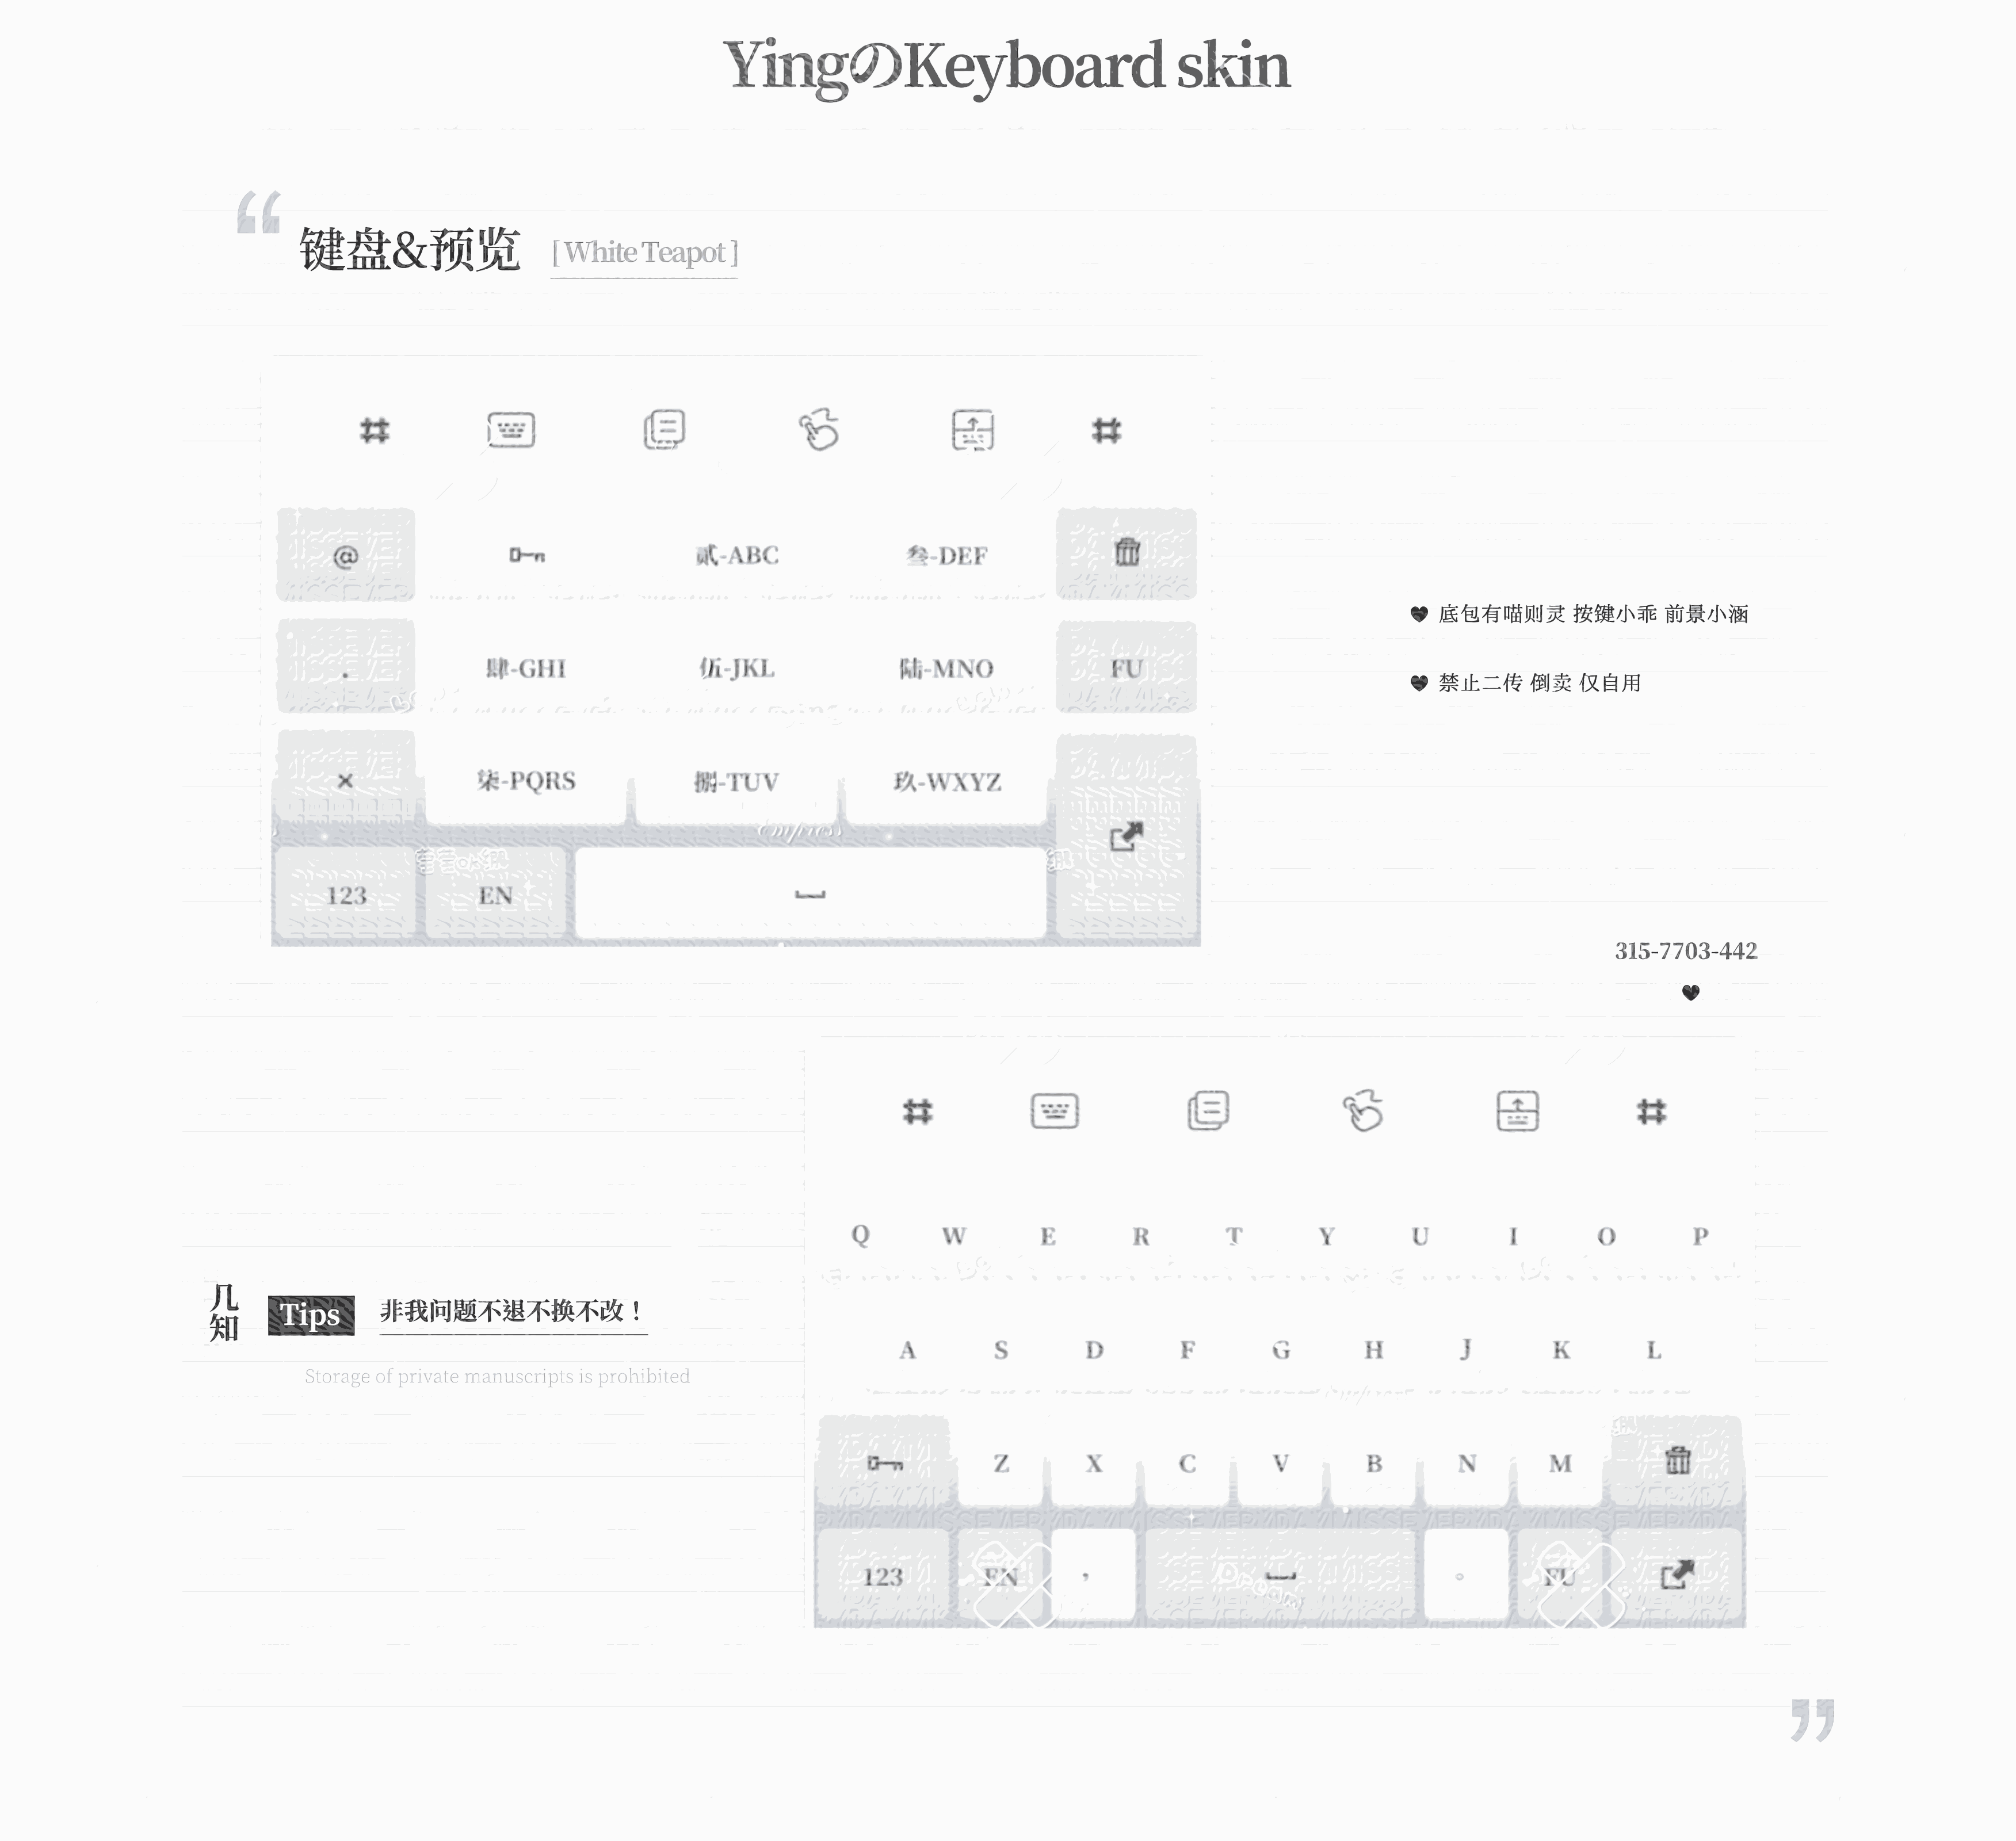 YingのKeyboard skin
“
键盘&预览 [ White Teapot ]
# #
@ 贰-ABC 叁-DEF
. 肆-GHI 伍-JKL 陆-MNO FU
× 柒-PQRS 捌-TUV 玖-WXYZ
Empress
123 EN
♥ 底包有喵则灵 按键小乖 前景小涵
♥ 禁止二传 倒卖 仅自用
315-7703-442
♥
# #
Q W E R T Y U I O P
A S D F G H J K L
Z X C V B N M
123 EN , 。 FU
Dream
几知 Tips 非我问题不退不换不改！
Storage of private manuscripts is prohibited
”